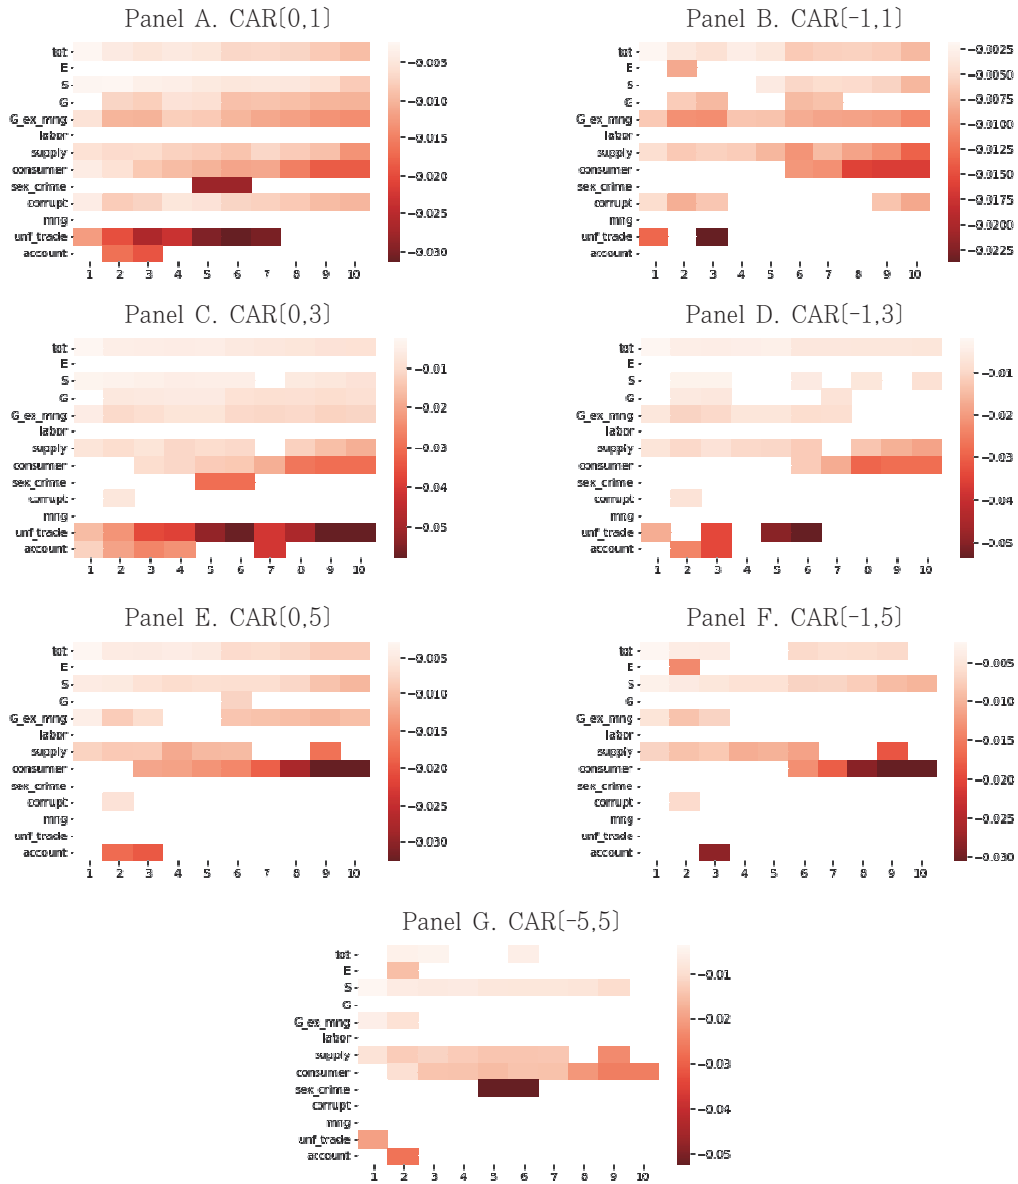 Panel A. CAR[0,1]
tot
E
S
G
G_ex_mng
labor
supply
consumer
sex_crime
corrupt
mng
unf_trade
account
1 2 3 4 5 6 7 8 9 10
−0.005
−0.010
−0.015
−0.020
−0.025
−0.030
Panel B. CAR[-1,1]
tot
E
S
G
G_ex_mng
labor
supply
consumer
sex_crime
corrupt
mng
unf_trade
account
1 2 3 4 5 6 7 8 9 10
−0.0025
−0.0050
−0.0075
−0.0100
−0.0125
−0.0150
−0.0175
−0.0200
−0.0225
Panel C. CAR[0,3]
tot
E
S
G
G_ex_mng
labor
supply
consumer
sex_crime
corrupt
mng
unf_trade
account
1 2 3 4 5 6 7 8 9 10
−0.01
−0.02
−0.03
−0.04
−0.05
Panel D. CAR[-1,3]
tot
E
S
G
G_ex_mng
labor
supply
consumer
sex_crime
corrupt
mng
unf_trade
account
1 2 3 4 5 6 7 8 9 10
−0.01
−0.02
−0.03
−0.04
−0.05
Panel E. CAR[0,5]
tot
E
S
G
G_ex_mng
labor
supply
consumer
sex_crime
corrupt
mng
unf_trade
account
1 2 3 4 5 6 7 8 9 10
−0.005
−0.010
−0.015
−0.020
−0.025
−0.030
Panel F. CAR[-1,5]
tot
E
S
G
G_ex_mng
labor
supply
consumer
sex_crime
corrupt
mng
unf_trade
account
1 2 3 4 5 6 7 8 9 10
−0.005
−0.010
−0.015
−0.020
−0.025
−0.030
Panel G. CAR[-5,5]
tot
E
S
G
G_ex_mng
labor
supply
consumer
sex_crime
corrupt
mng
unf_trade
account
1 2 3 4 5 6 7 8 9 10
−0.01
−0.02
−0.03
−0.04
−0.05